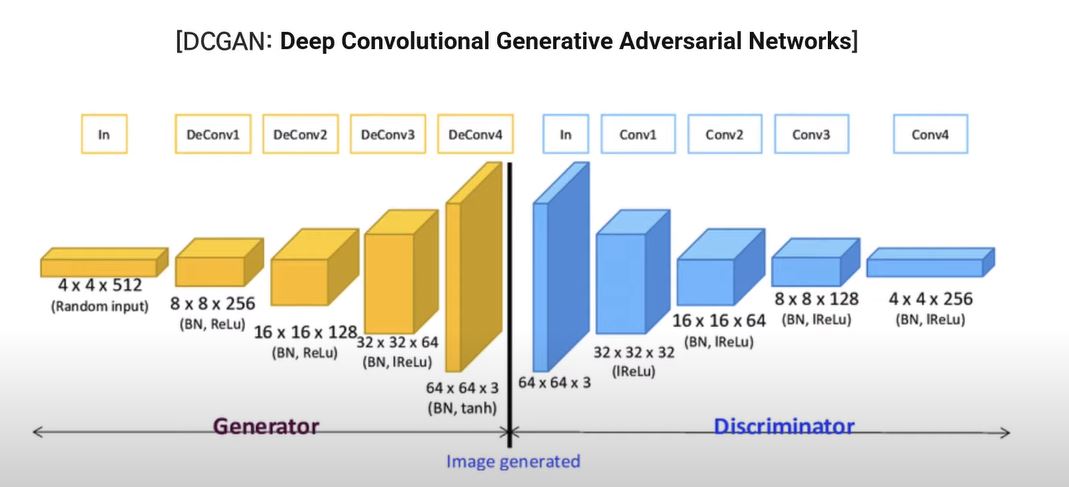 [DCGAN: Deep Convolutional Generative Adversarial Networks]
In
DeConv1
DeConv2
DeConv3
DeConv4
In
Conv1
Conv2
Conv3
Conv4
4 x 4 x 512
(Random input)
8 x 8 x 256
(BN, ReLu)
16 x 16 x 128
(BN, ReLu)
32 x 32 x 64
(BN, lReLu)
64 x 64 x 3
(BN, tanh)
64 x 64 x 3
32 x 32 x 32
(lReLu)
16 x 16 x 64
(BN, lReLu)
8 x 8 x 128
(BN, lReLu)
4 x 4 x 256
(BN, lReLu)
Generator
Discriminator
Image generated